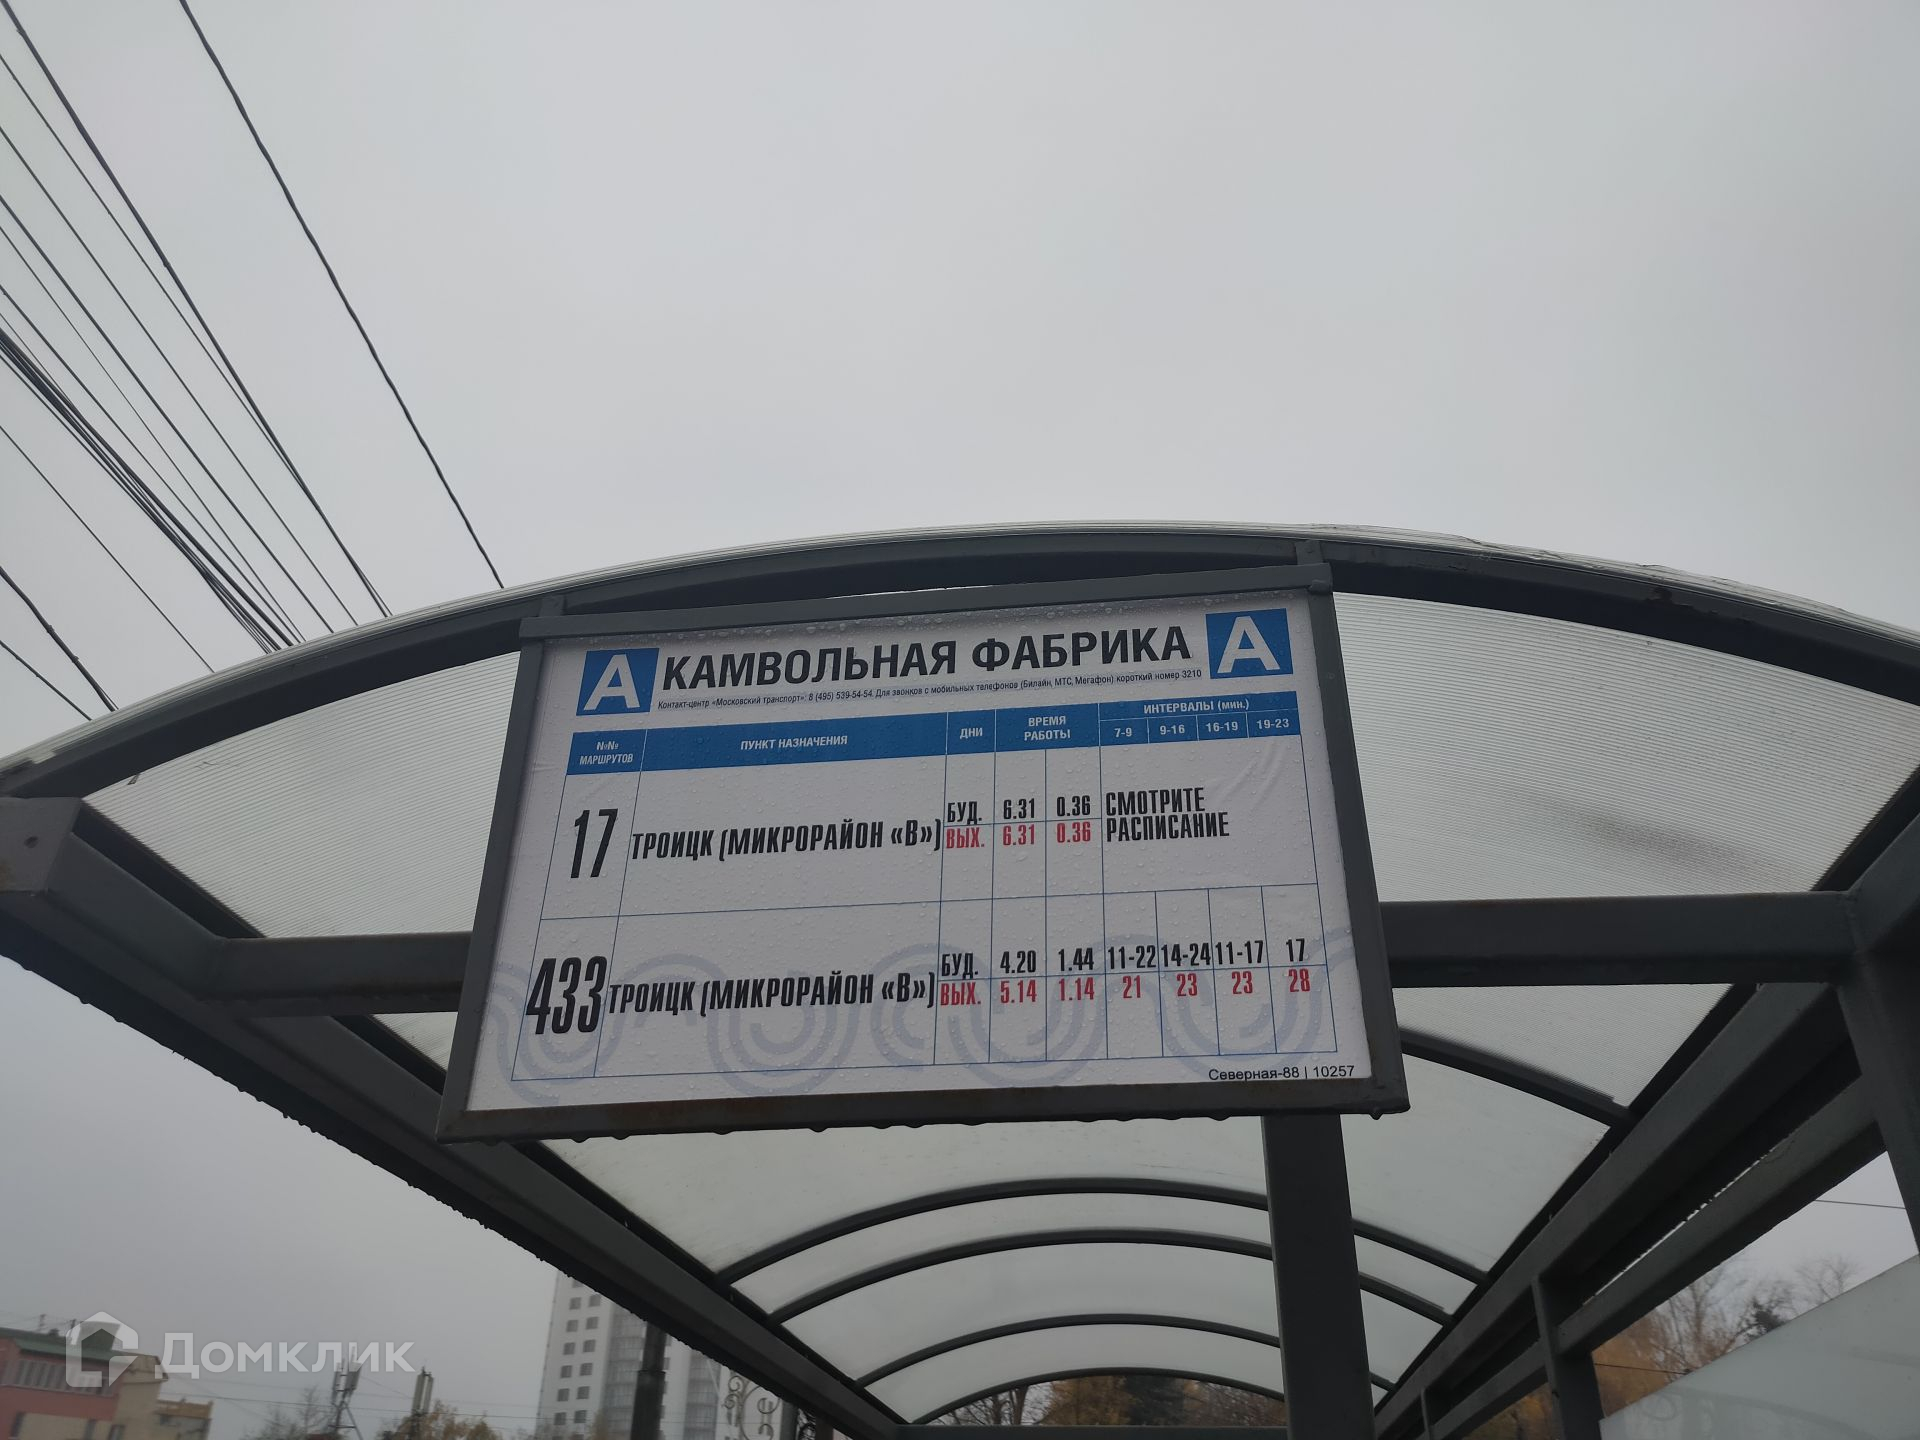 А КАМВОЛЬНАЯ ФАБРИКА А
Контакт-центр «Московский транспорт»: 8 (495) 539-54-54. Для звонков с мобильных телефонов (Билайн, МТС, Мегафон) короткий номер 3210
№№ МАРШРУТОВ ПУНКТ НАЗНАЧЕНИЯ ДНИ ВРЕМЯ РАБОТЫ ИНТЕРВАЛЫ (мин.)
7-9 9-16 16-19 19-23
17 ТРОИЦК (МИКРОРАЙОН «В») БУД. 6.31 0.36 СМОТРИТЕ
ВЫХ. 6.31 0.36 РАСПИСАНИЕ
433 ТРОИЦК (МИКРОРАЙОН «В») БУД. 4.20 1.44 11-22 14-24 11-17 17
ВЫХ. 5.14 1.14 21 23 23 28
Северная-88 | 10257
Домклик